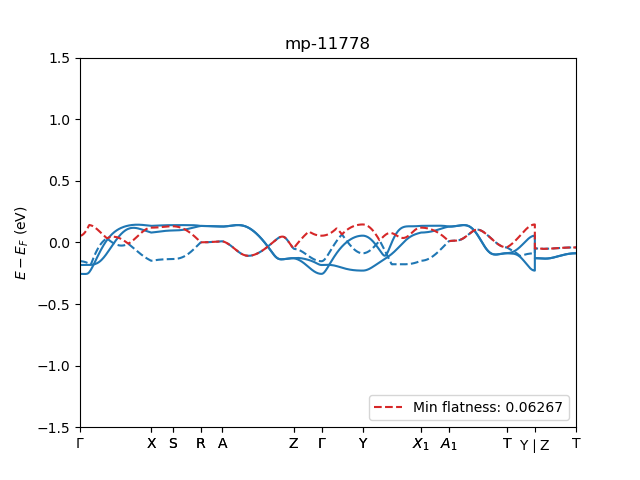 mp-11778
1.5
1.0
0.5
0.0
−0.5
−1.0
−1.5
E − E_F (eV)
Min flatness: 0.06267
Γ X S R A Z Γ Y X₁ A₁ T Y | Z T